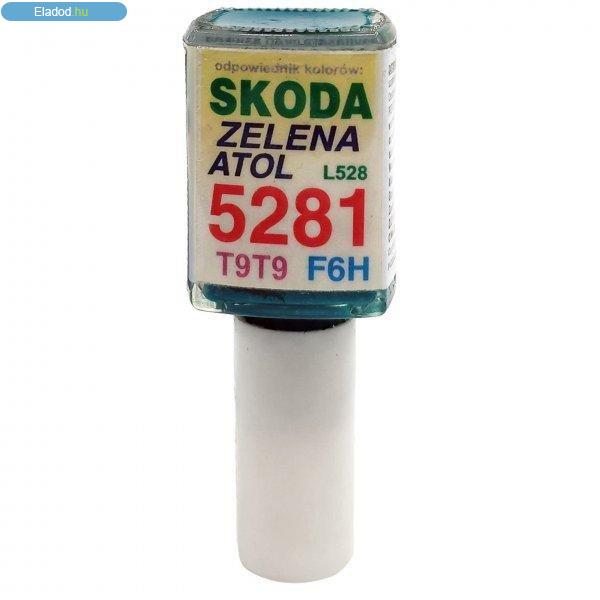 Eladod.hu
odpowiednik kolorów:
SKODA
ZELENA
ATOL L528
5281
T9T9 F6H